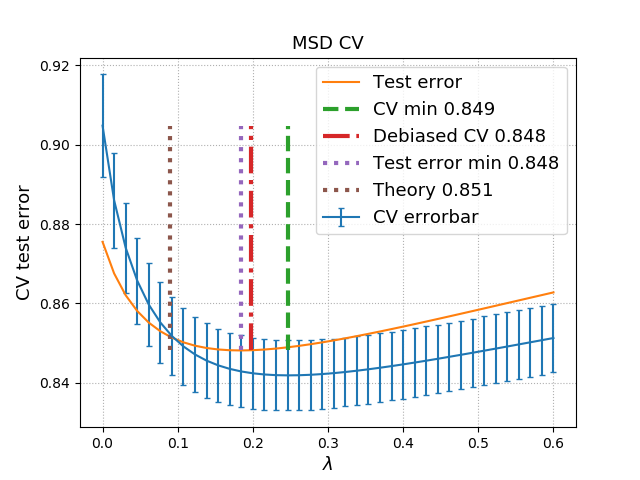 MSD CV
0.92
0.90
0.88
0.86
0.84
CV test error
Test error
CV min 0.849
Debiased CV 0.848
Test error min 0.848
Theory 0.851
CV errorbar
0.0 0.1 0.2 0.3 0.4 0.5 0.6
λ